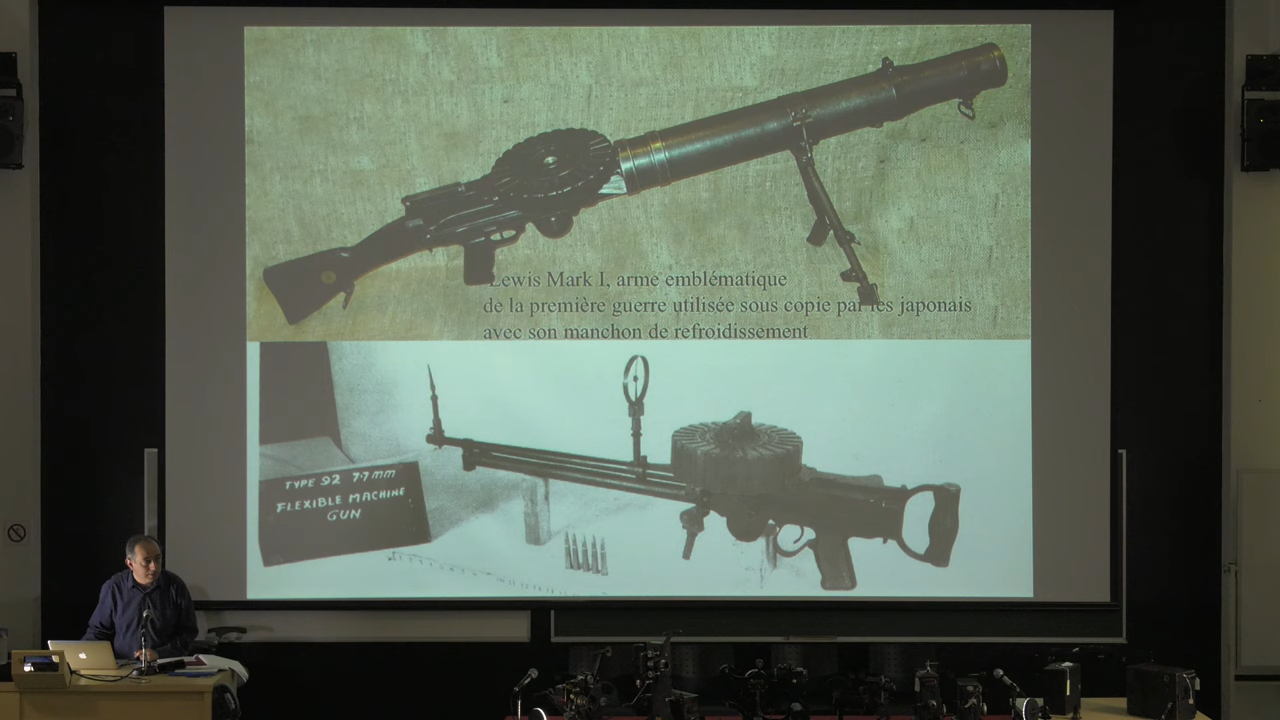 Lewis Mark I, arme emblématique
de la première guerre utilisée sous copie par les japonais
avec son manchon de refroidissement
TYPE 92 7.7mm
FLEXIBLE MACHINE
GUN